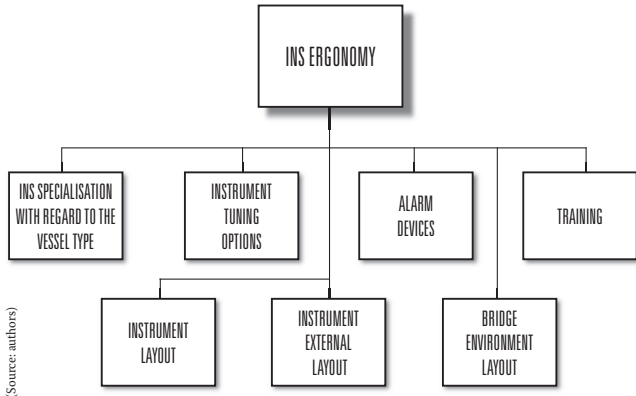 INS ERGONOMY
INS SPECIALISATION
WITH REGARD TO THE
VESSEL TYPE
INSTRUMENT
TUNING
OPTIONS
ALARM
DEVICES
TRAINING
INSTRUMENT
LAYOUT
INSTRUMENT
EXTERNAL
LAYOUT
BRIDGE
ENVIRONMENT
LAYOUT
(Source: authors)